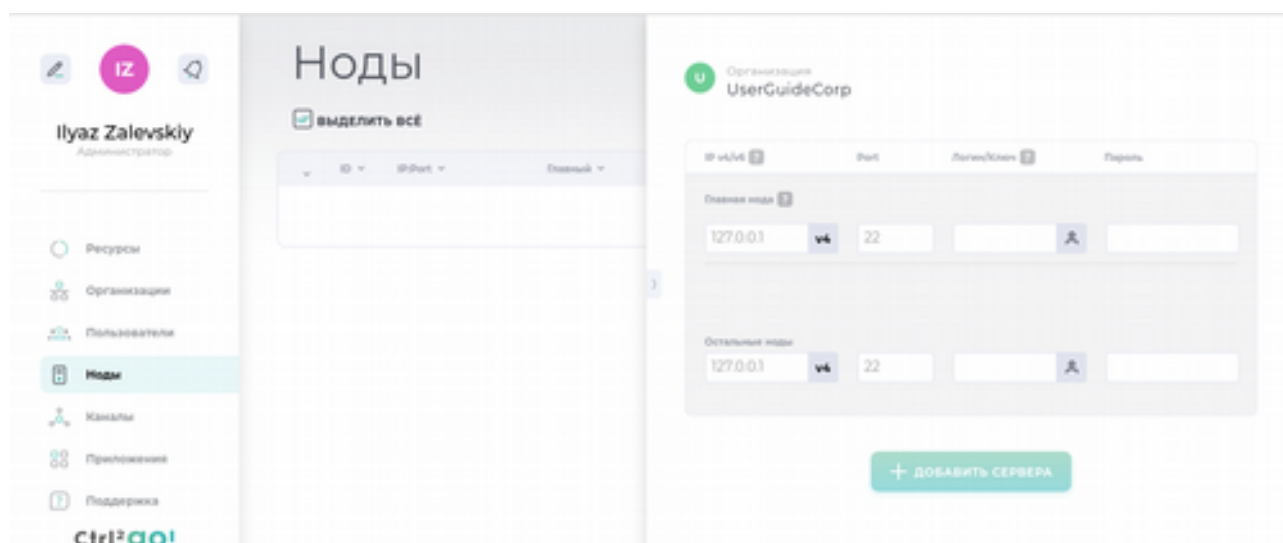 IZ
Ilyaz Zalevskiy
Администратор
Ресурсы
Организации
Пользователи
Ноды
Каналы
Приложения
Поддержка
Ctrl²go!
Ноды
ВЫДЕЛИТЬ ВСЁ
ID IP:Port Главный
U
Организация
UserGuideCorp
IP v4/v6 ? Port Логин/Ключ ? Пароль
Главная нода ?
127.0.0.1 v4 22
Остальные ноды
127.0.0.1 v4 22
+ ДОБАВИТЬ СЕРВЕРА